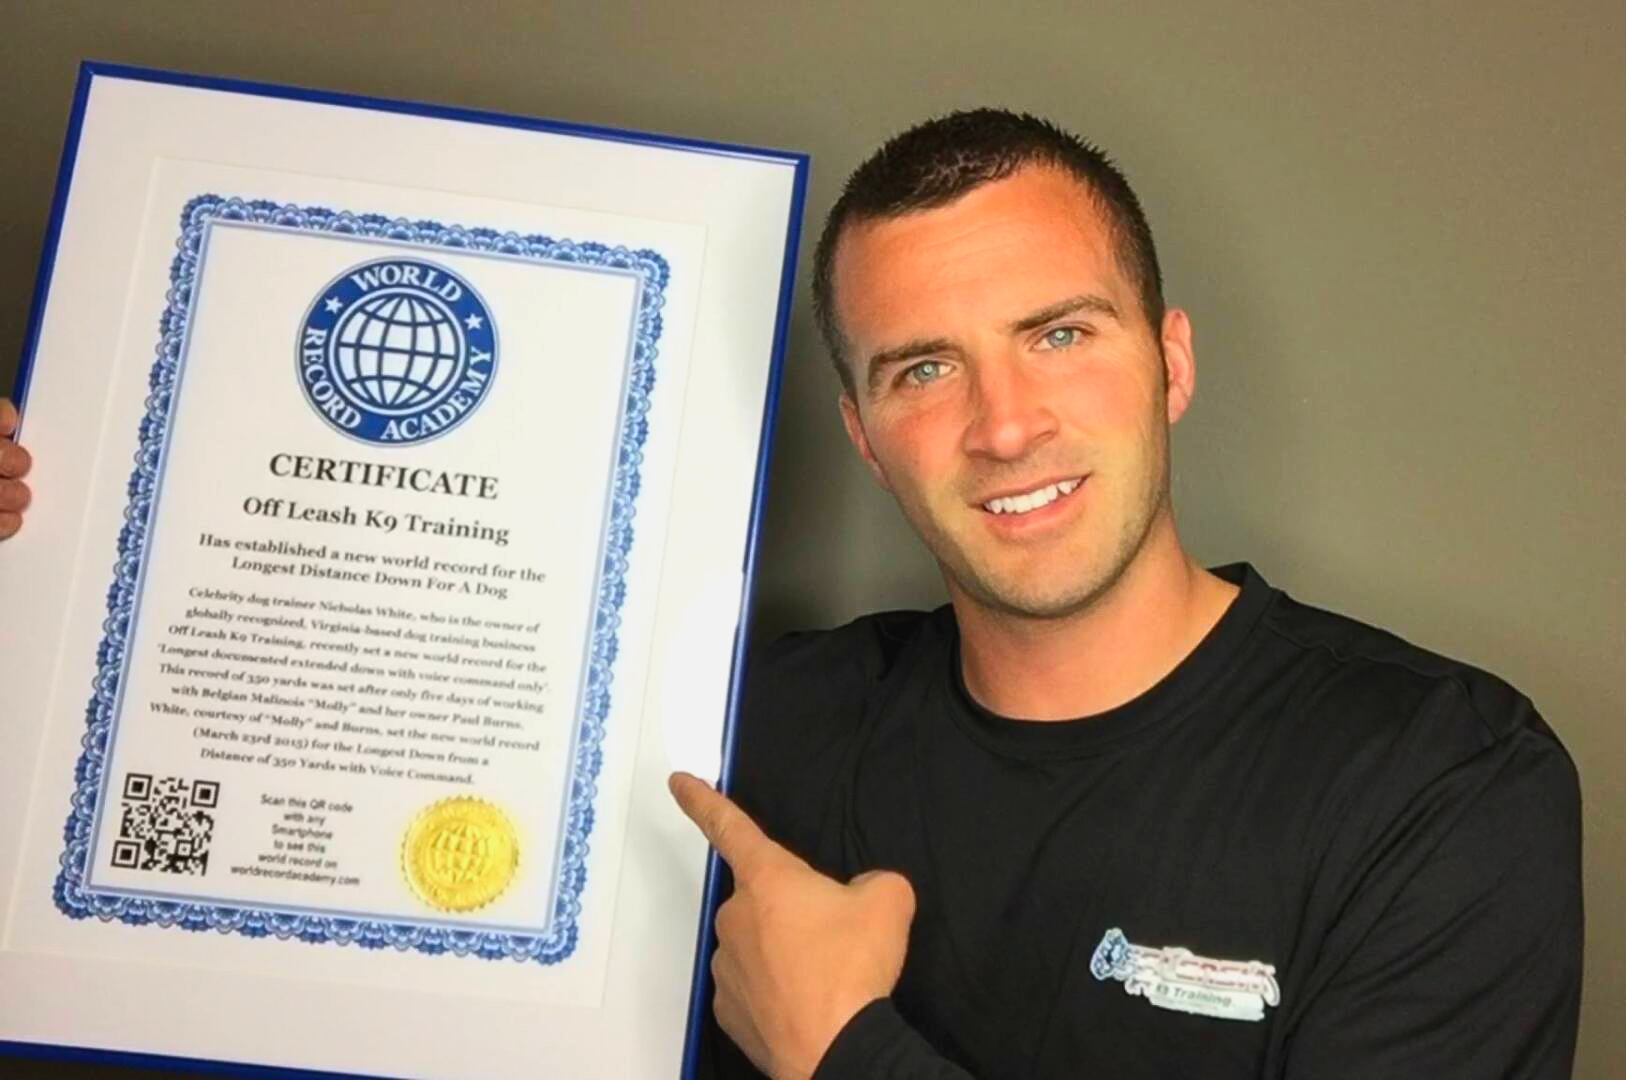 WORLD
RECORD ACADEMY
CERTIFICATE
Off Leash K9 Training
Has established a new world record for the
Longest Distance Down For A Dog
Celebrity dog trainer Nicholas White, who is the owner of
globally recognized, Virginia-based dog training business
Off Leash K9 Training, recently set a new world record for the
'Longest documented extended down with voice command only'.
This record of 350 yards was set after only five days of working
with Belgian Malinois "Molly" and her owner Paul Burns.
White, courtesy of "Molly" and Burns, set the new world record
(March 23rd 2015) for the Longest Down from a
Distance of 350 Yards with Voice Command.
Scan this QR code
with any
Smartphone
to see this
world record on
worldrecordacademy.com
K9 Training